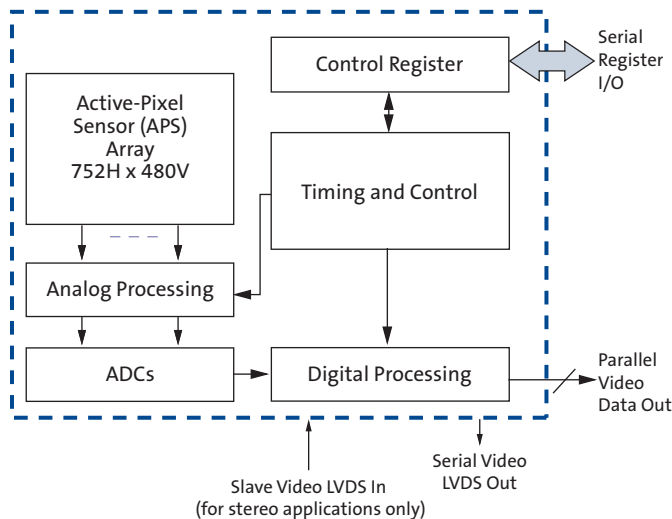 Control Register
Serial
Register
I/O
Active-Pixel
Sensor (APS)
Array
752H x 480V
Timing and Control
Analog Processing
ADCs
Digital Processing
Parallel
Video
Data Out
Slave Video LVDS In
(for stereo applications only)
Serial Video
LVDS Out